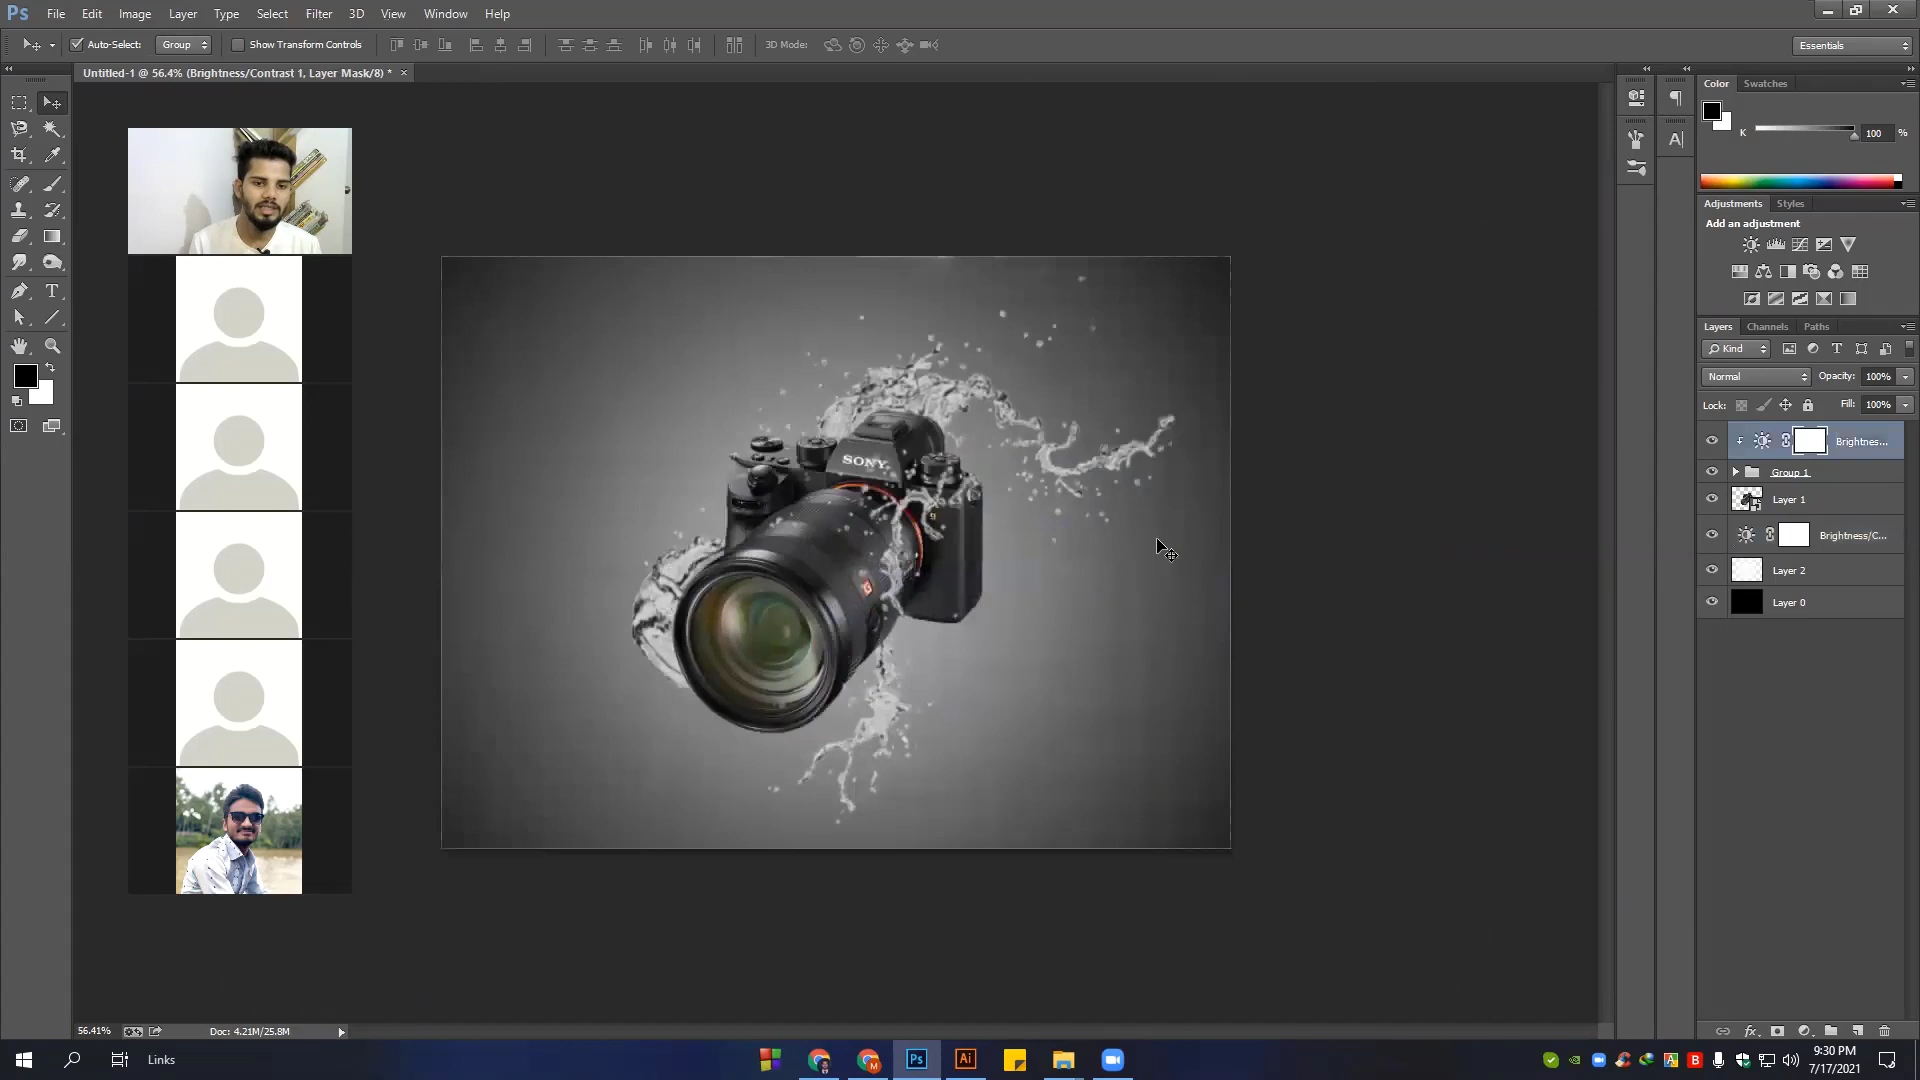 Ps File Edit Image Layer Type Select Filter 3D View Window Help
Auto-Select: Group Show Transform Controls 3D Mode: Essentials
Untitled-1 @ 56.4% (Brightness/Contrast 1, Layer Mask/8) * ×
Color Swatches
K 100 %
Adjustments Styles
Add an adjustment
Layers Channels Paths
Kind
Normal Opacity: 100%
Lock: Fill: 100%
Brightnes...
Group 1
Layer 1
Brightness/C...
Layer 2
Layer 0
SONY
56.41% Doc: 4.21M/25.8M
Links
Ps Ai
9:30 PM
7/17/2021